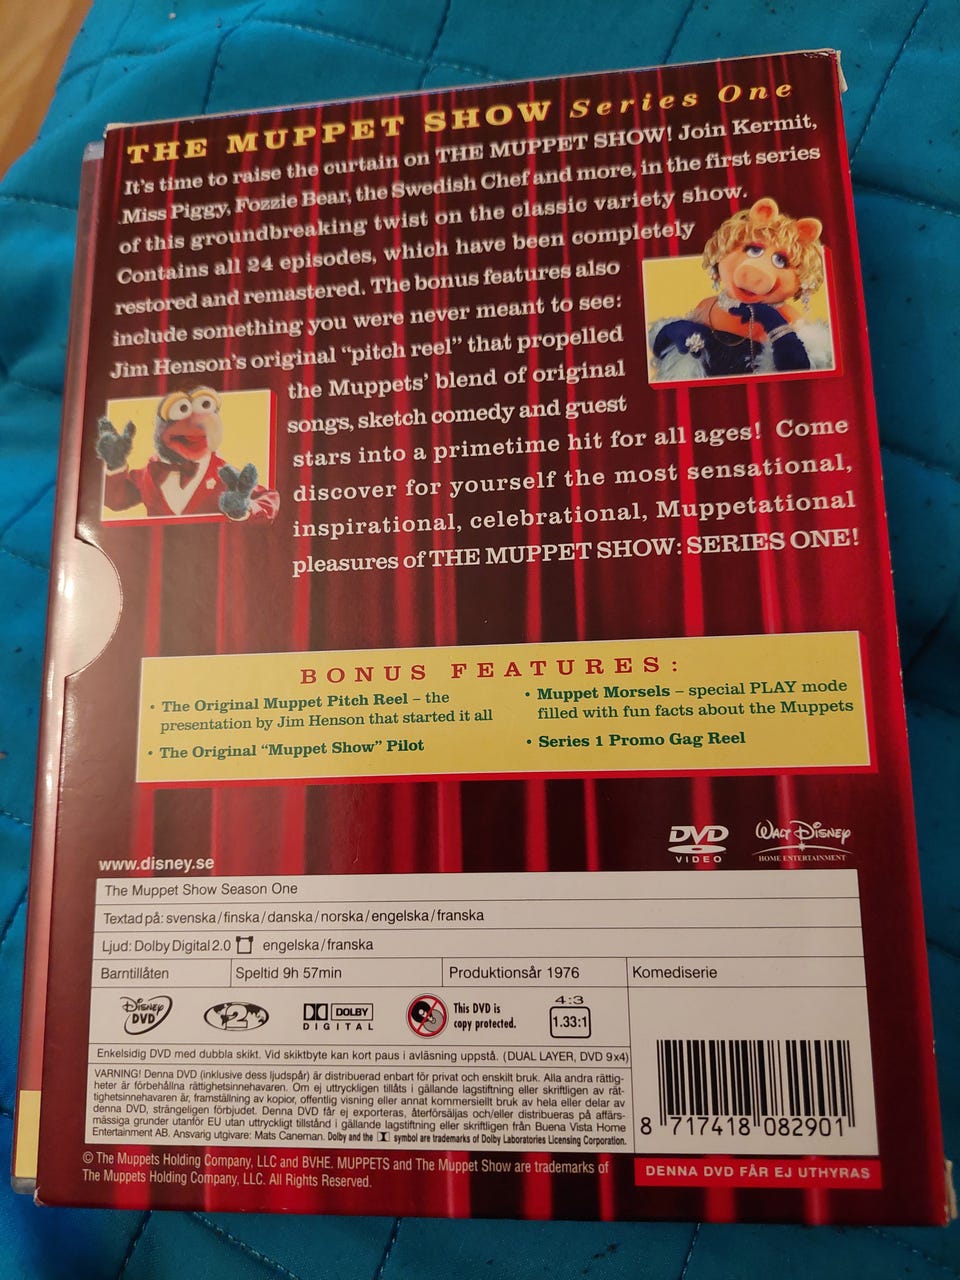 THE MUPPET SHOW Series One
It's time to raise the curtain on THE MUPPET SHOW! Join Kermit,
Miss Piggy, Fozzie Bear, the Swedish Chef and more, in the first series
of this groundbreaking twist on the classic variety show.
Contains all 24 episodes, which have been completely
restored and remastered. The bonus features also
include something you were never meant to see:
Jim Henson's original "pitch reel" that propelled
the Muppets' blend of original
songs, sketch comedy and guest
stars into a primetime hit for all ages! Come
discover for yourself the most sensational,
inspirational, celebrational, Muppetational
pleasures of THE MUPPET SHOW: SERIES ONE!
BONUS FEATURES:
• The Original Muppet Pitch Reel – the
presentation by Jim Henson that started it all
• The Original "Muppet Show" Pilot
• Muppet Morsels – special PLAY mode
filled with fun facts about the Muppets
• Series 1 Promo Gag Reel
DVD
VIDEO
WALT DISNEY
HOME ENTERTAINMENT
www.disney.se
The Muppet Show Season One
Textad på: svenska/finska/danska/norska/engelska/franska
Ljud: Dolby Digital 2.0 engelska/franska
Barntillåten
Speltid 9h 57min
Produktionsår 1976
Komediserie
DISNEY
DVD
2
DOLBY
DIGITAL
This DVD is
copy protected.
4:3
1.33:1
Enkelsidig DVD med dubbla skikt. Vid skiktbyte kan kort paus i avläsning uppstå. (DUAL LAYER, DVD 9x4)
VARNING! Denna DVD (inklusive dess ljudspår) är distribuerad enbart för privat och enskilt bruk. Alla andra rättig-
heter är förbehållna rättighetsinnehavaren. Om ej uttryckligen tillåts i gällande lagstiftning eller skriftligen av rät-
tighetsinnehavaren är, framställning av kopior, offentlig visning eller annat kommersiellt bruk av hela eller delar av
denna DVD, strängeligen förbjudet. Denna DVD får ej exporteras, återförsäljas och/eller distribueras på affärs-
mässiga grunder utanför EU utan uttryckligt tillstånd i gällande lagstiftning eller skriftligen från Buena Vista Home
Entertainment AB. Ansvarig utgivare: Mats Caneman. Dolby and the symbol are trademarks of Dolby Laboratories Licensing Corporation.
8 717418 082901
© The Muppets Holding Company, LLC and BVHE. MUPPETS and The Muppet Show are trademarks of
The Muppets Holding Company, LLC. All Rights Reserved.
DENNA DVD FÅR EJ UTHYRAS